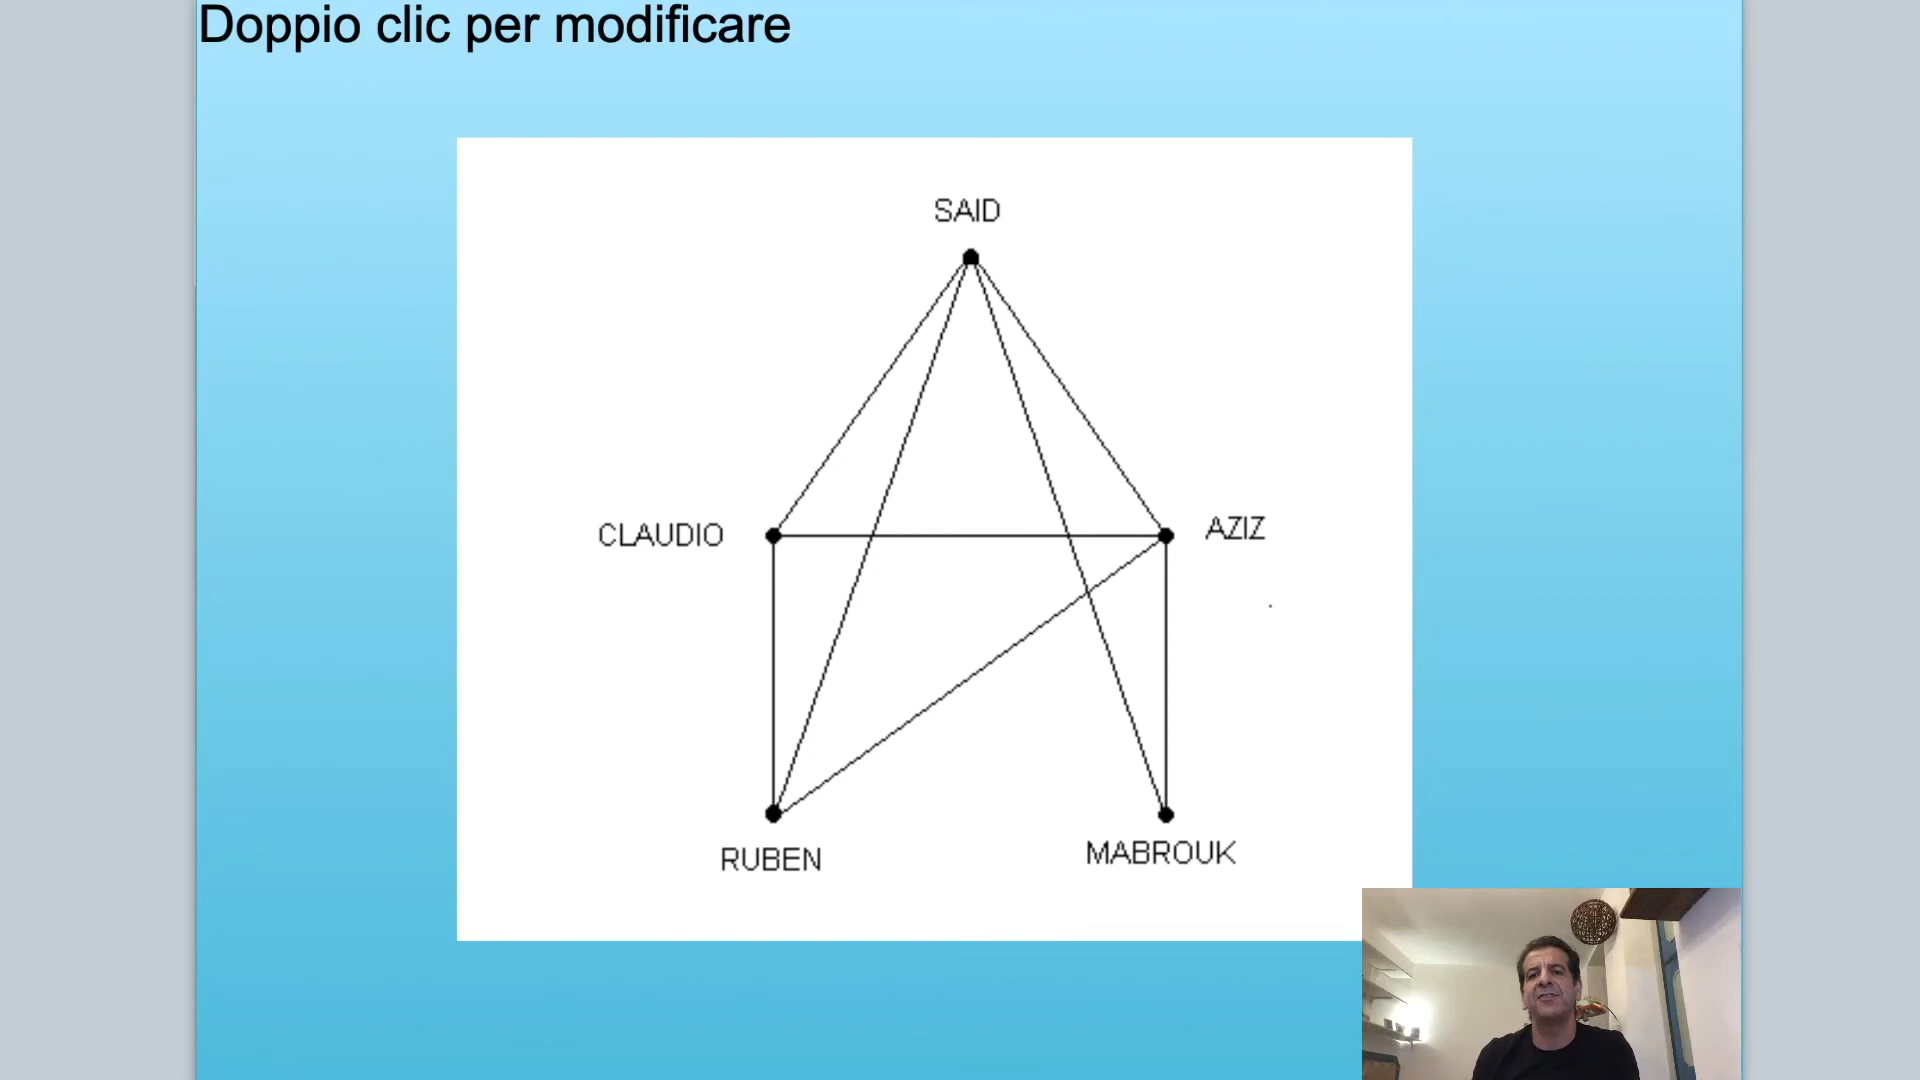 Doppio clic per modificare
SAID
CLAUDIO
AZIZ
RUBEN
MABROUK